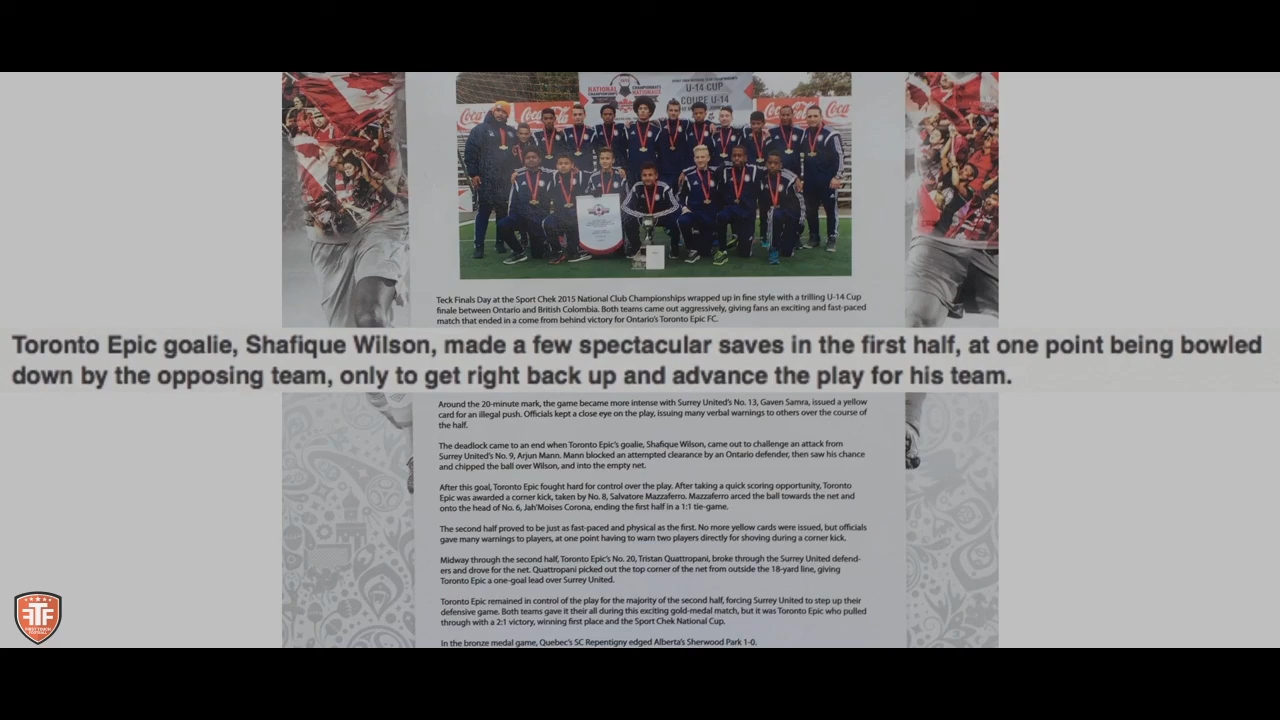 NATIONAL CHAMPIONSHIPS
U-14 CUP
COUPE U-14
Coca-Cola
Coca-Cola
Coca
Teck Finals Day at the Sport Chek 2015 National Club Championships wrapped up in fine style with a trilling U-14 Cup
finale between Ontario and British Colombia. Both teams came out aggressively, giving fans an exciting and fast-paced
match that ended in a come from behind victory for Ontario's Toronto Epic FC.
Toronto Epic goalie, Shafique Wilson, made a few spectacular saves in the first half, at one point being bowled
down by the opposing team, only to get right back up and advance the play for his team.
Around the 20-minute mark, the game became more intense with Surrey United's No. 13, Gaven Samra, issued a yellow
card for an illegal push. Officials kept a close eye on the play, issuing many verbal warnings to others over the course of
the half.
The deadlock came to an end when Toronto Epic's goalie, Shafique Wilson, came out to challenge an attack from
Surrey United's No. 9, Arjun Mann. Mann blocked an attempted clearance by an Ontario defender, then saw his chance
and chipped the ball over Wilson, and into the empty net.
After this goal, Toronto Epic fought hard for control over the play. After taking a quick scoring opportunity, Toronto
Epic was awarded a corner kick, taken by No. 8, Salvatore Mazzaferro. Mazzaferro arced the ball towards the net and
onto the head of No. 6, Jah'Moises Corona, ending the first half in a 1:1 tie-game.
The second half proved to be just as fast-paced and physical as the first. No more yellow cards were issued, but officials
gave many warnings to players, at one point having to warn two players directly for shoving during a corner kick.
Midway through the second half, Toronto Epic's No. 20, Tristan Quattropani, broke through the Surrey United defend-
ers and drove for the net. Quattropani picked out the top corner of the net from outside the 18-yard line, giving
Toronto Epic a one-goal lead over Surrey United.
Toronto Epic remained in control of the play for the majority of the second half, forcing Surrey United to step up their
defensive game. Both teams gave it their all during this exciting gold-medal match, but it was Toronto Epic who pulled
through with a 2:1 victory, winning first place and the Sport Chek National Cup.
In the bronze medal game, Quebec's SC Repentigny edged Alberta's Sherwood Park 1-0.
FTF
FIRST TOUCH
FOOTBALL